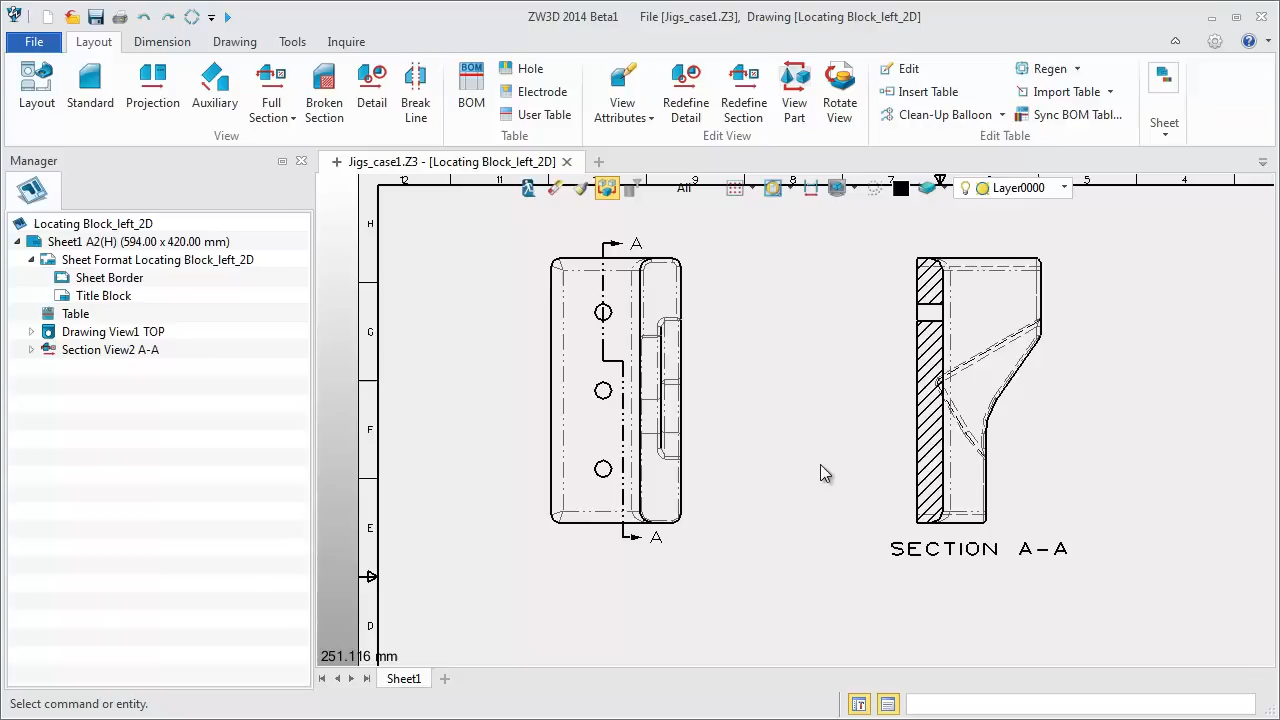 ZW3D 2014 Beta1 File [Jigs_case1.Z3], Drawing [Locating Block_left_2D]
File Layout Dimension Drawing Tools Inquire
Layout
Standard
Projection
Auxiliary
Full Section
Broken Section
Detail
Break Line
View
BOM
BOM
Hole
Electrode
User Table
Table
View Attributes
Redefine Detail
Redefine Section
View Part
Rotate View
Edit View
Edit
Insert Table
Clean-Up Balloon
Regen
Import Table
Sync BOM Tabl...
Edit Table
Sheet
Manager
Jigs_case1.Z3 - [Locating Block_left_2D]
Locating Block_left_2D
Sheet1 A2(H) (594.00 x 420.00 mm)
Sheet Format Locating Block_left_2D
Sheet Border
Title Block
Table
Drawing View1 TOP
Section View2 A-A
12 11 9 8 7 5 4
All
Layer0000
H
G
F
E
D
A
A
SECTION A-A
251.116 mm
Sheet1
Select command or entity.